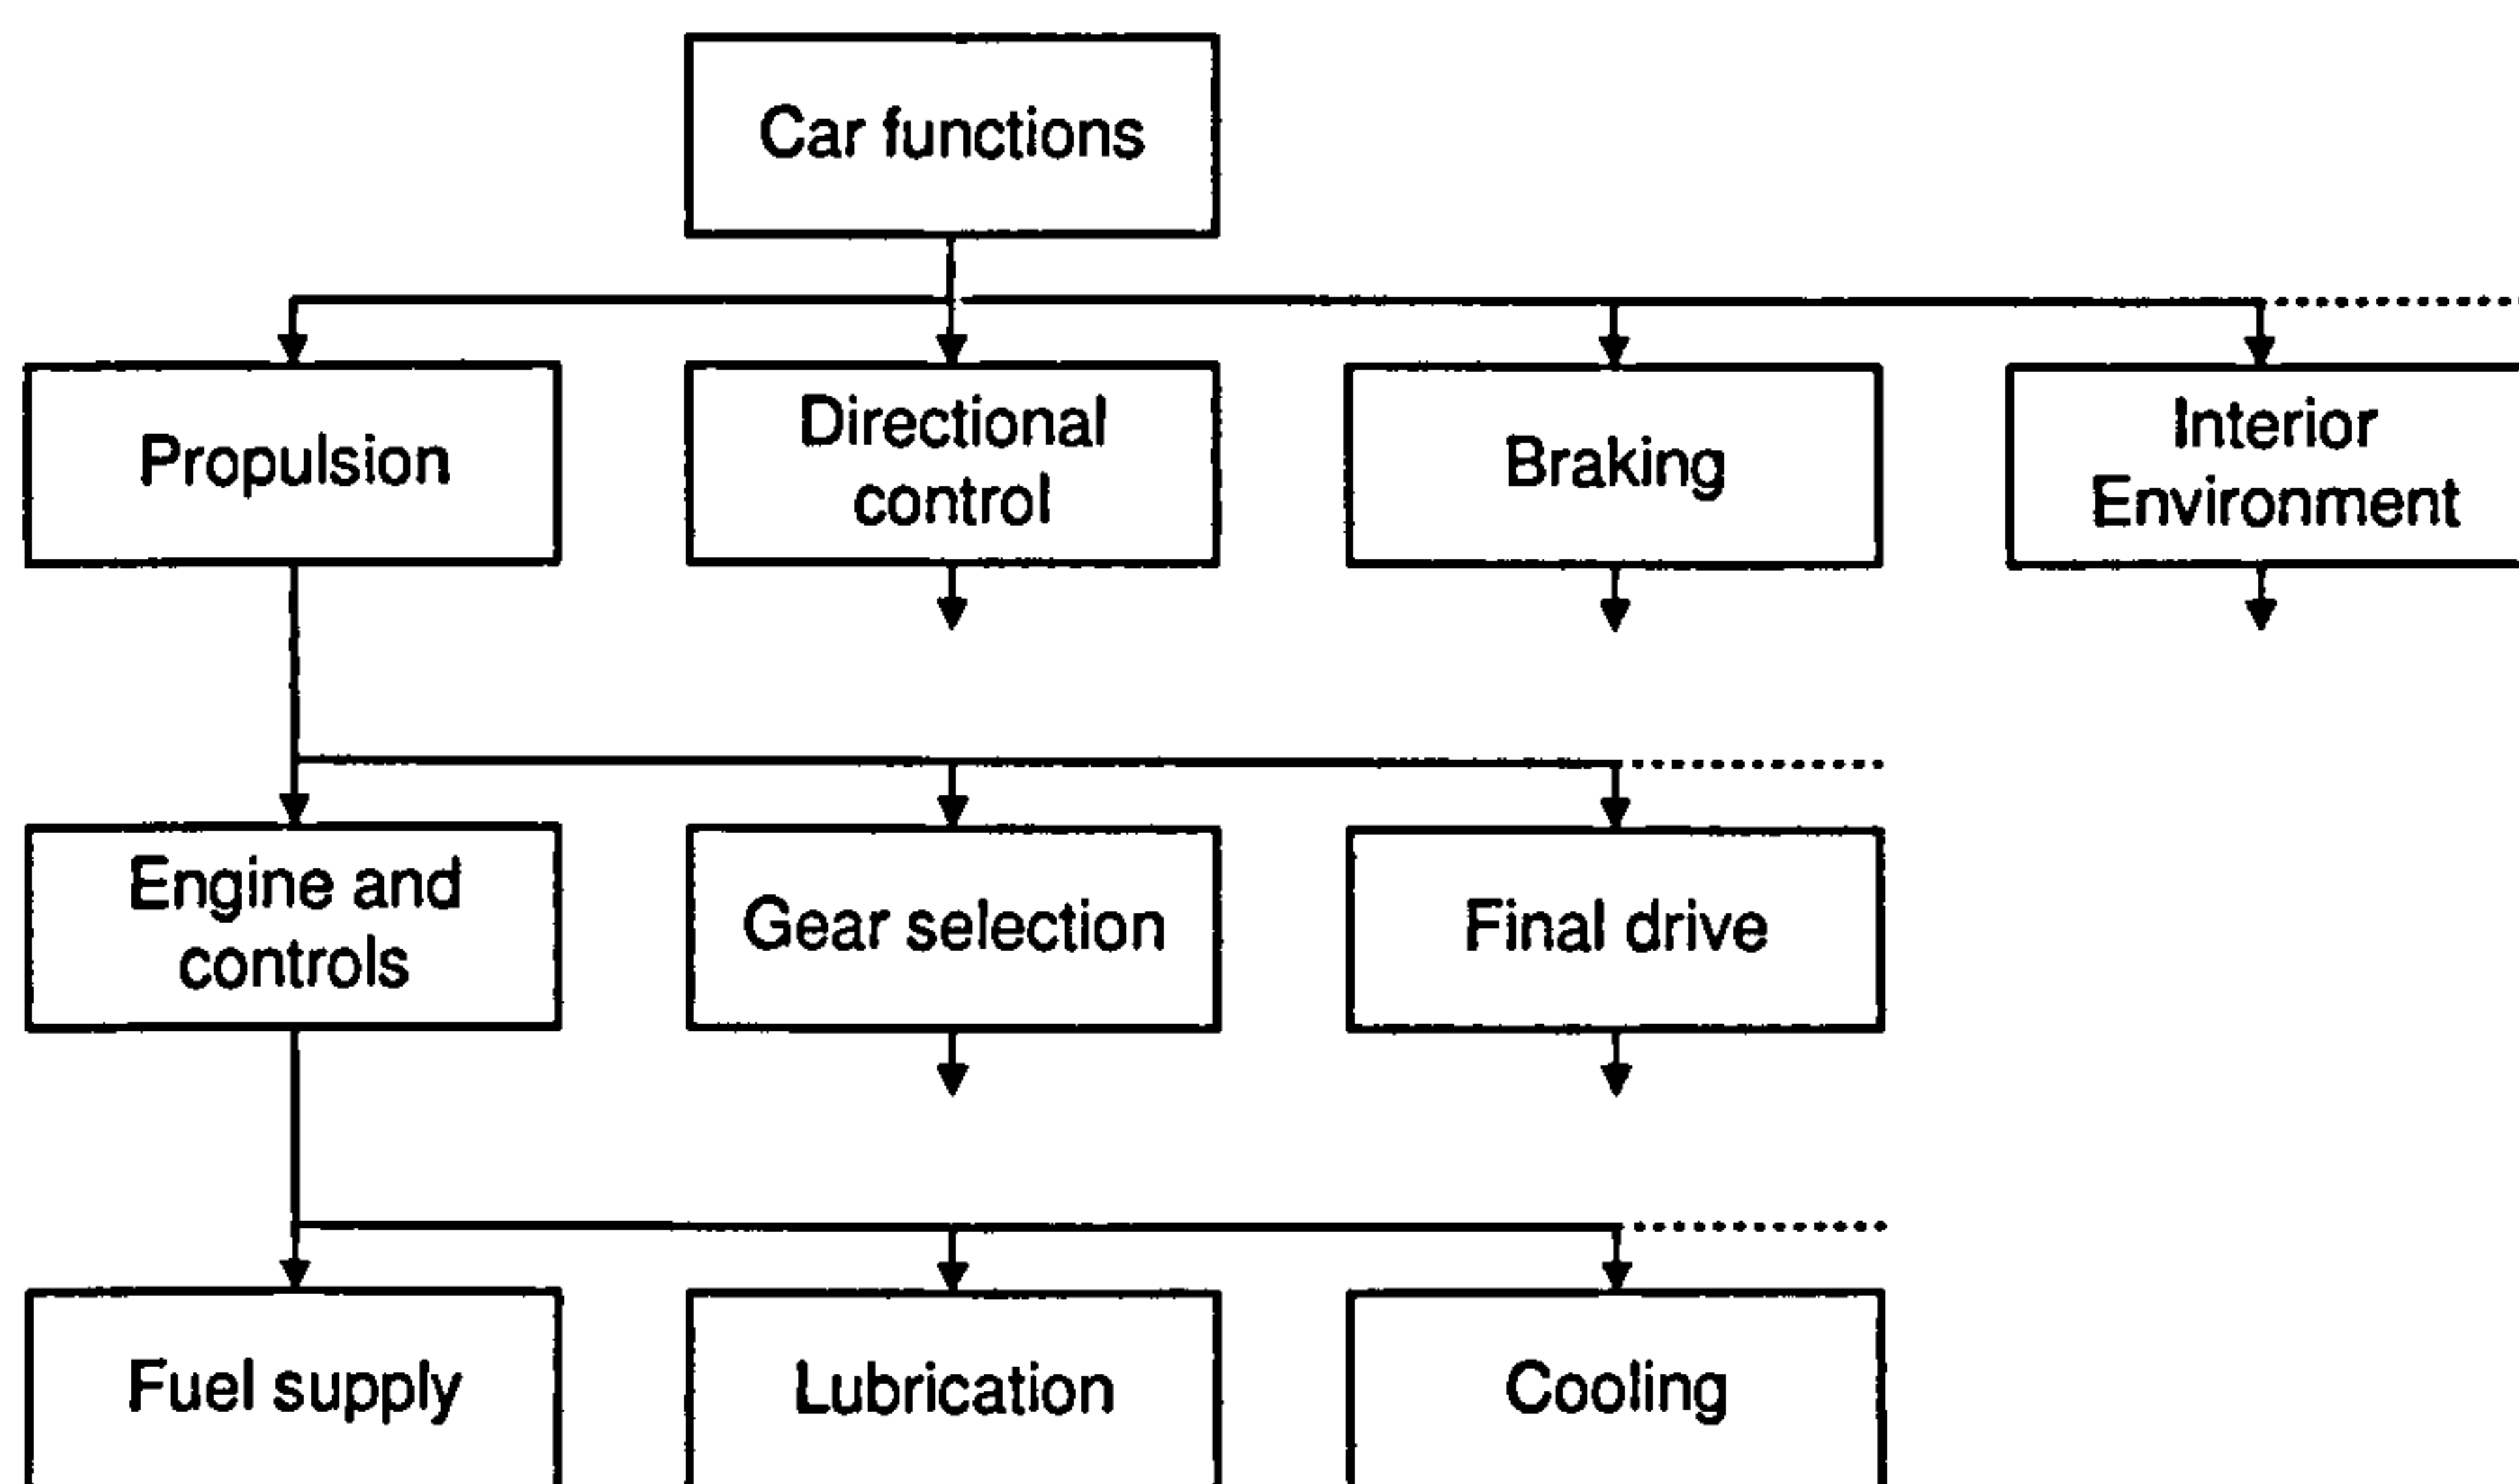 Car functions
Propulsion
Directional
control
Braking
Interior
Environment
Engine and
controls
Gear selection
Final drive
Fuel supply
Lubrication
Cooling